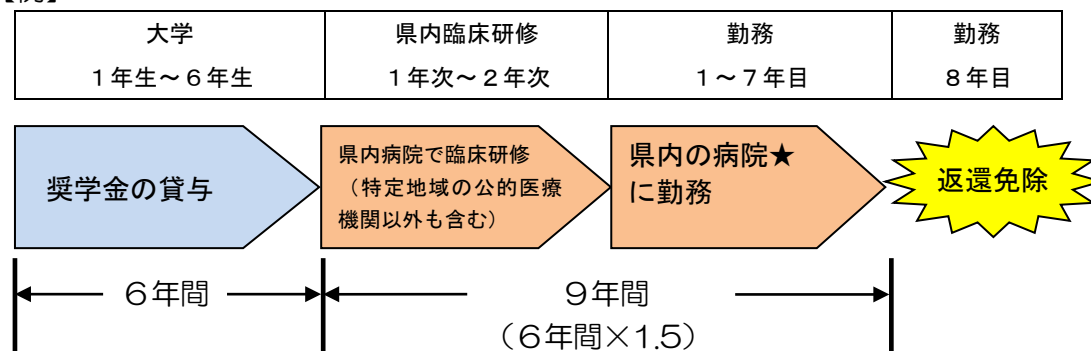 大学
県内臨床研修
勤務
勤務
1年生~6年生
1年次~2年次
1~7年目
8年目
奨学金の貸与
県内病院で臨床研修
(特定地域の公的医療
機関以外も含む)
県内の病院★
に勤務
返還免除
6年間
9年間
(6年間×1.5)